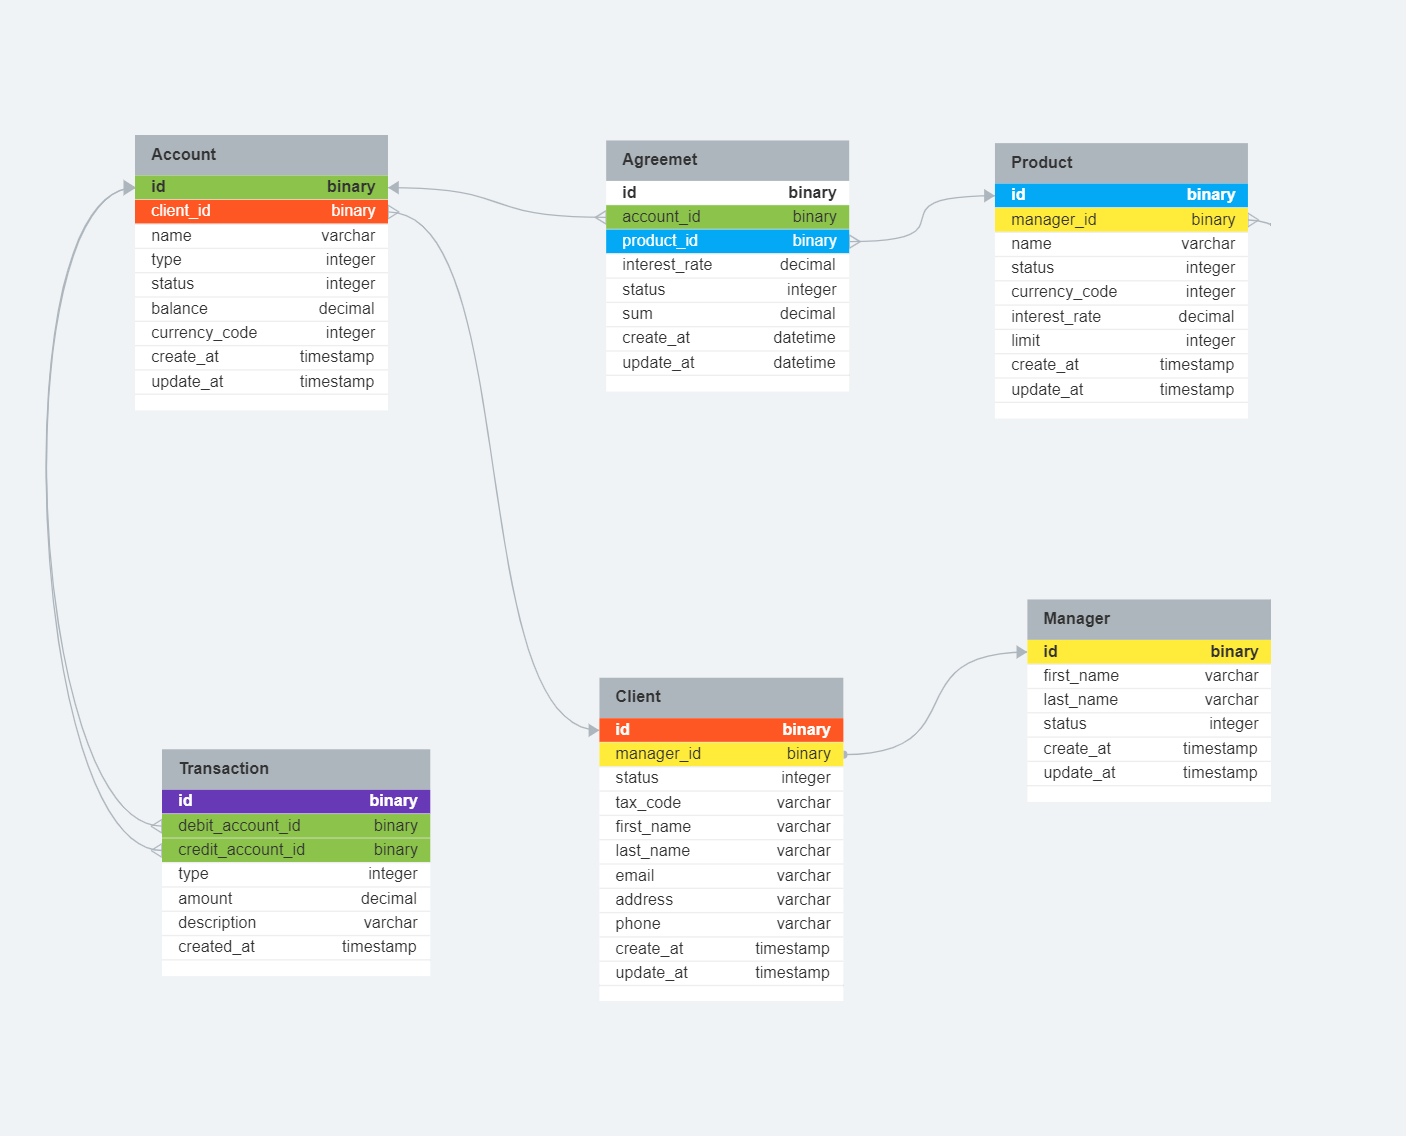 Account
id binary
client_id binary
name varchar
type integer
status integer
balance decimal
currency_code integer
create_at timestamp
update_at timestamp
Agreemet
id binary
account_id binary
product_id binary
interest_rate decimal
status integer
sum decimal
create_at datetime
update_at datetime
Product
id binary
manager_id binary
name varchar
status integer
currency_code integer
interest_rate decimal
limit integer
create_at timestamp
update_at timestamp
Transaction
id binary
debit_account_id binary
credit_account_id binary
type integer
amount decimal
description varchar
created_at timestamp
Client
id binary
manager_id binary
status integer
tax_code varchar
first_name varchar
last_name varchar
email varchar
address varchar
phone varchar
create_at timestamp
update_at timestamp
Manager
id binary
first_name varchar
last_name varchar
status integer
create_at timestamp
update_at timestamp